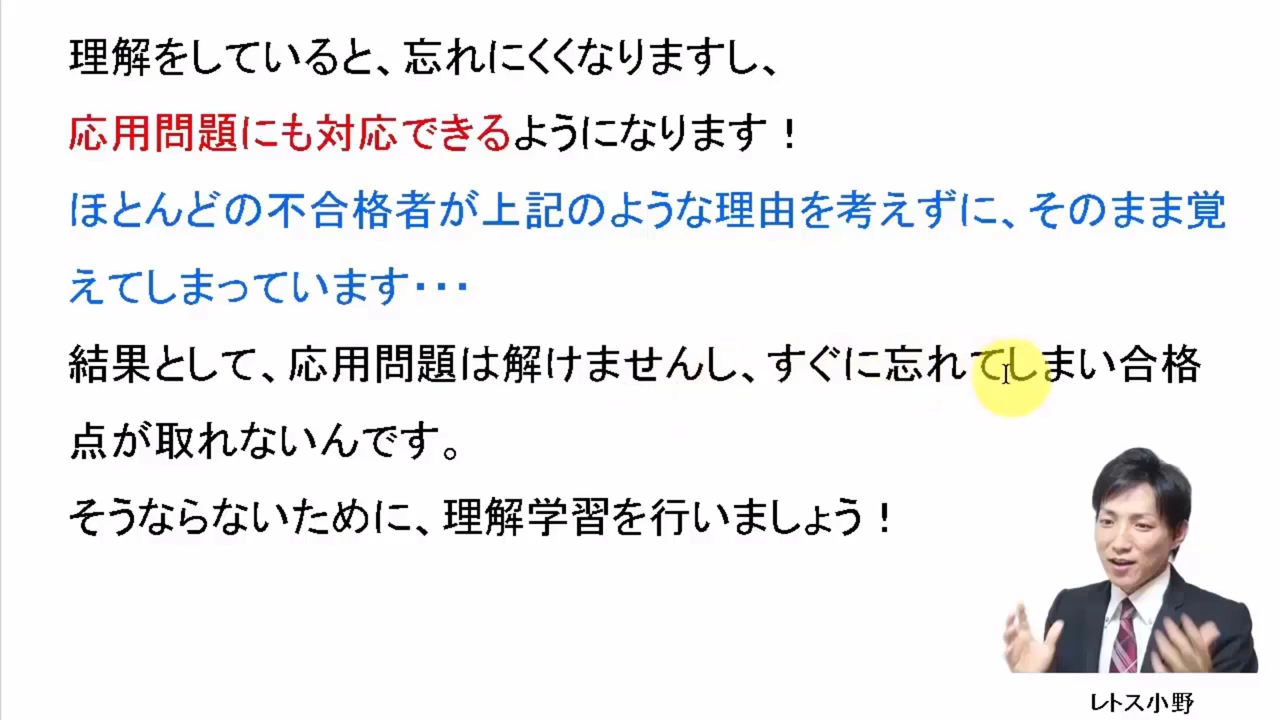 理解をしていると、忘れにくくなりますし、
応用問題にも対応できるようになります！
ほとんどの不合格者が上記のような理由を考えずに、そのまま覚
えてしまっています・・・
結果として、応用問題は解けませんし、すぐに忘れてしまい合格
点が取れないんです。
そうならないために、理解学習を行いましょう！
レトス小野